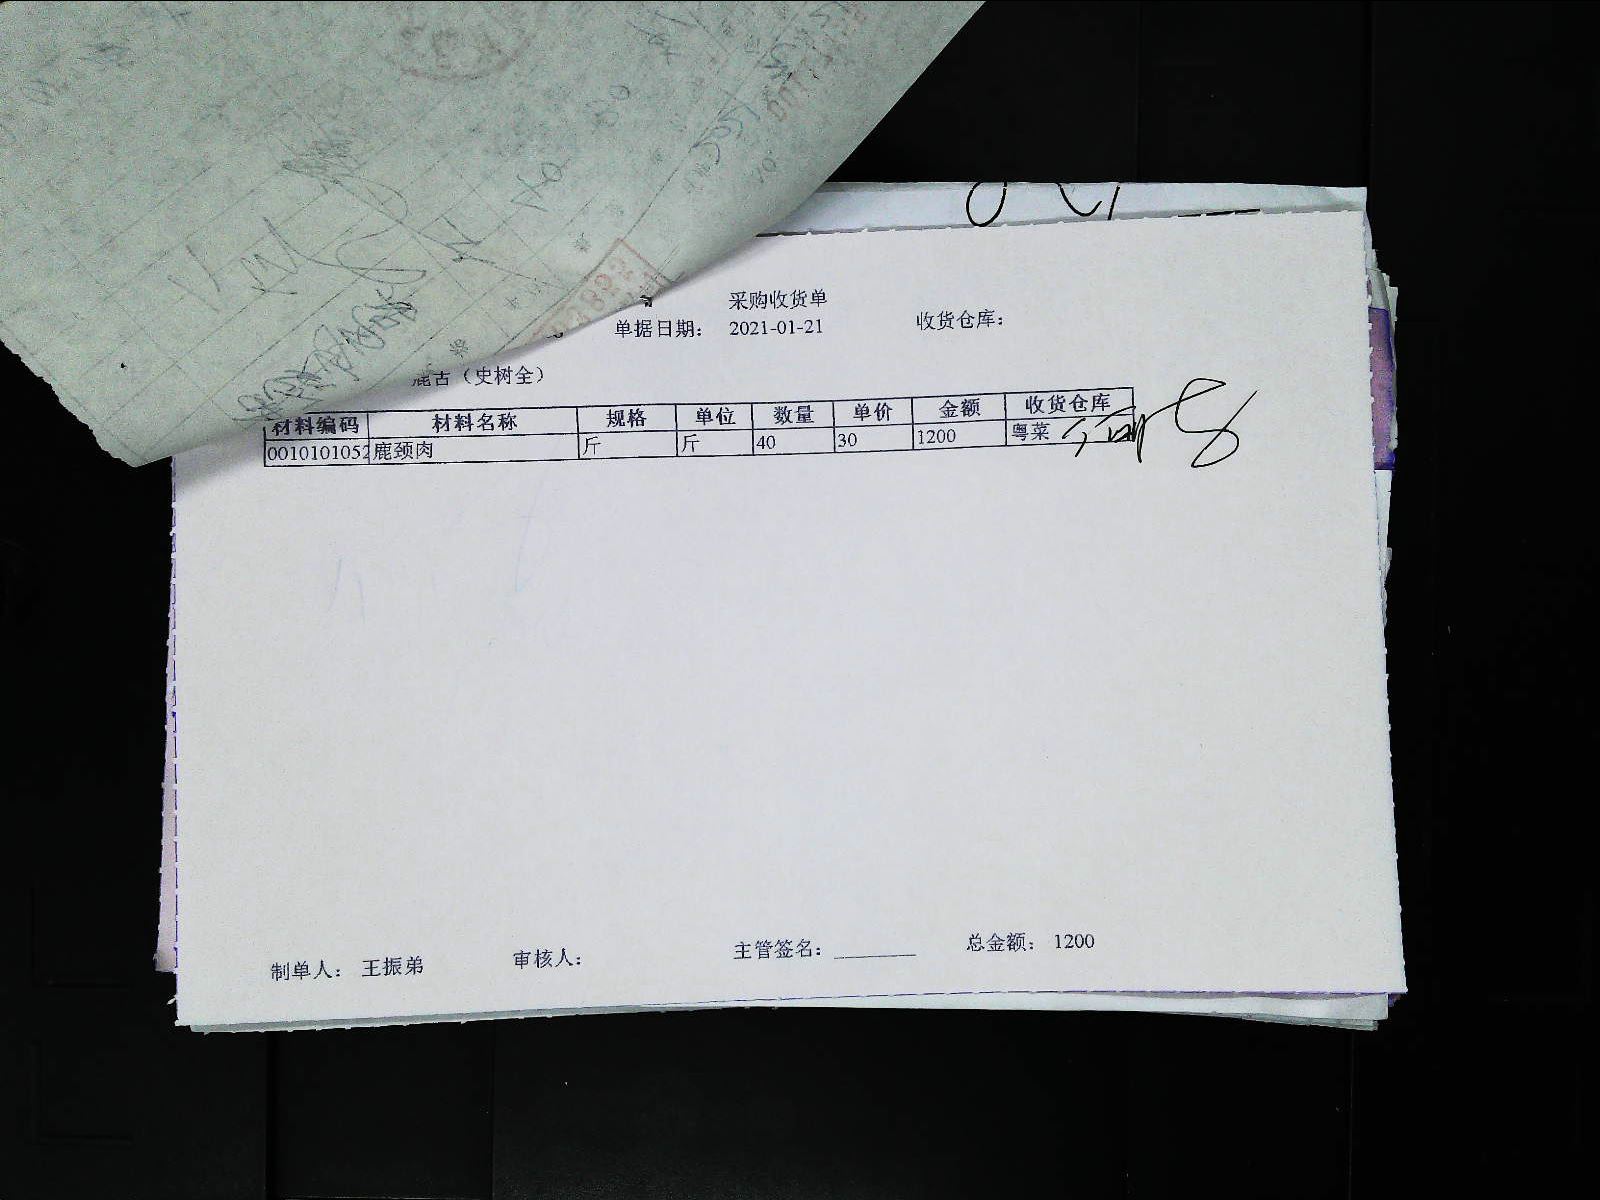 采购收货单
单据日期： 2021-01-21 收货仓库：
鹿古（史树全）
材料编码 材料名称 规格 单位 数量 单价 金额 收货仓库
0010101052 鹿颈肉 斤 斤 40 30 1200 粤菜
制单人： 王振弟 审核人： 主管签名：________ 总金额： 1200